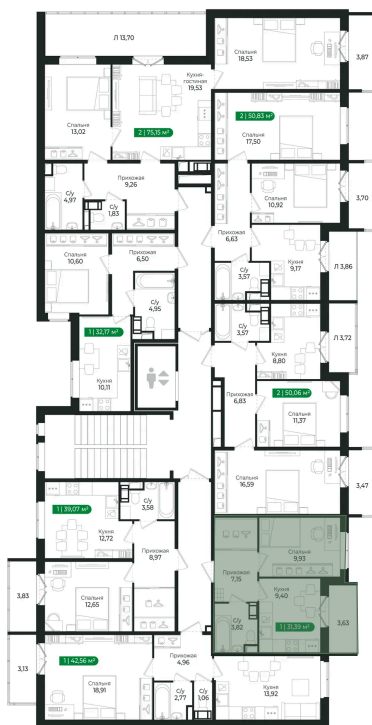 Л 13,70
Спальня
18,53
3,87
Кухня-
гостиная
19,53
Спальня
13,02
2 | 75,15 м²
2 | 50,83 м²
Спальня
17,50
Прихожая
9,26
С/у
4,97
С/у
1,83
Спальня
10,92
3,70
Прихожая
6,63
Кухня
9,17
Л 3,86
Спальня
10,60
Прихожая
6,50
С/у
3,57
С/у
4,95
С/у
3,57
1 | 32,17 м²
Кухня
8,80
Л 3,72
Кухня
10,11
Прихожая
6,83
2 | 50,06 м²
Спальня
11,37
Спальня
16,59
3,47
1 | 39,07 м²
С/у
3,58
Кухня
12,72
Прихожая
8,97
Спальня
9,93
7,15
3,83
Спальня
12,65
Кухня
9,40
С/у
3,82
1 | 31,39 м²
3,63
3,13
1 | 42,56 м²
Спальня
18,91
Прихожая
4,96
С/у
2,77
С/у
1,06
Кухня
13,92